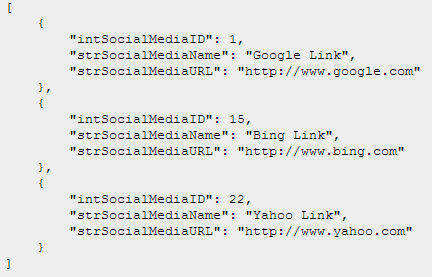 [
    {
        "intSocialMediaID": 1,
        "strSocialMediaName": "Google Link",
        "strSocialMediaURL": "http://www.google.com"
    },
    {
        "intSocialMediaID": 15,
        "strSocialMediaName": "Bing Link",
        "strSocialMediaURL": "http://www.bing.com"
    },
    {
        "intSocialMediaID": 22,
        "strSocialMediaName": "Yahoo Link",
        "strSocialMediaURL": "http://www.yahoo.com"
    }
]